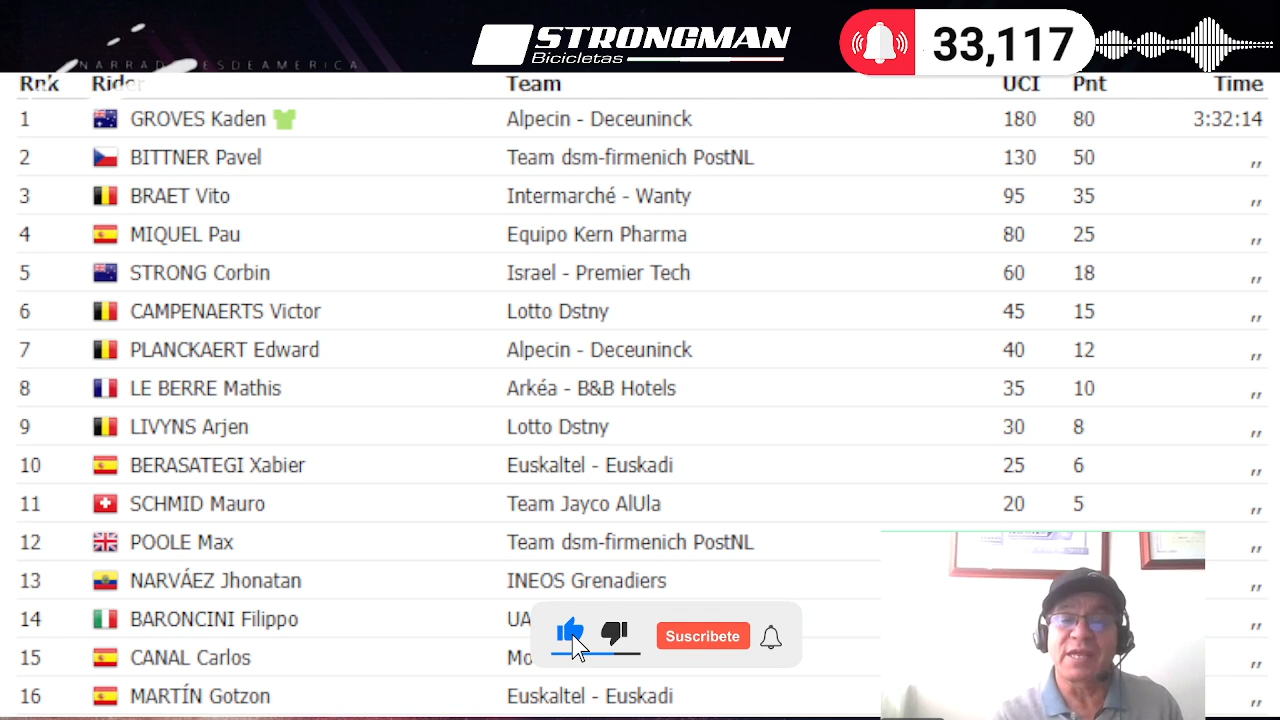 STRONGMAN
Bicicletas
33,117
NARRADORESDEAMERICA
Rnk Rider Team UCI Pnt Time
1 GROVES Kaden Alpecin - Deceuninck 180 80 3:32:14
2 BITTNER Pavel Team dsm-firmenich PostNL 130 50 ,,
3 BRAET Vito Intermarché - Wanty 95 35 ,,
4 MIQUEL Pau Equipo Kern Pharma 80 25 ,,
5 STRONG Corbin Israel - Premier Tech 60 18 ,,
6 CAMPENAERTS Victor Lotto Dstny 45 15 ,,
7 PLANCKAERT Edward Alpecin - Deceuninck 40 12 ,,
8 LE BERRE Mathis Arkéa - B&B Hotels 35 10 ,,
9 LIVYNS Arjen Lotto Dstny 30 8 ,,
10 BERASATEGI Xabier Euskaltel - Euskadi 25 6 ,,
11 SCHMID Mauro Team Jayco AlUla 20 5 ,,
12 POOLE Max Team dsm-firmenich PostNL ,,
13 NARVÁEZ Jhonatan INEOS Grenadiers ,,
14 BARONCINI Filippo UA ,,
15 CANAL Carlos Mo ,,
16 MARTÍN Gotzon Euskaltel - Euskadi ,,
Suscribete